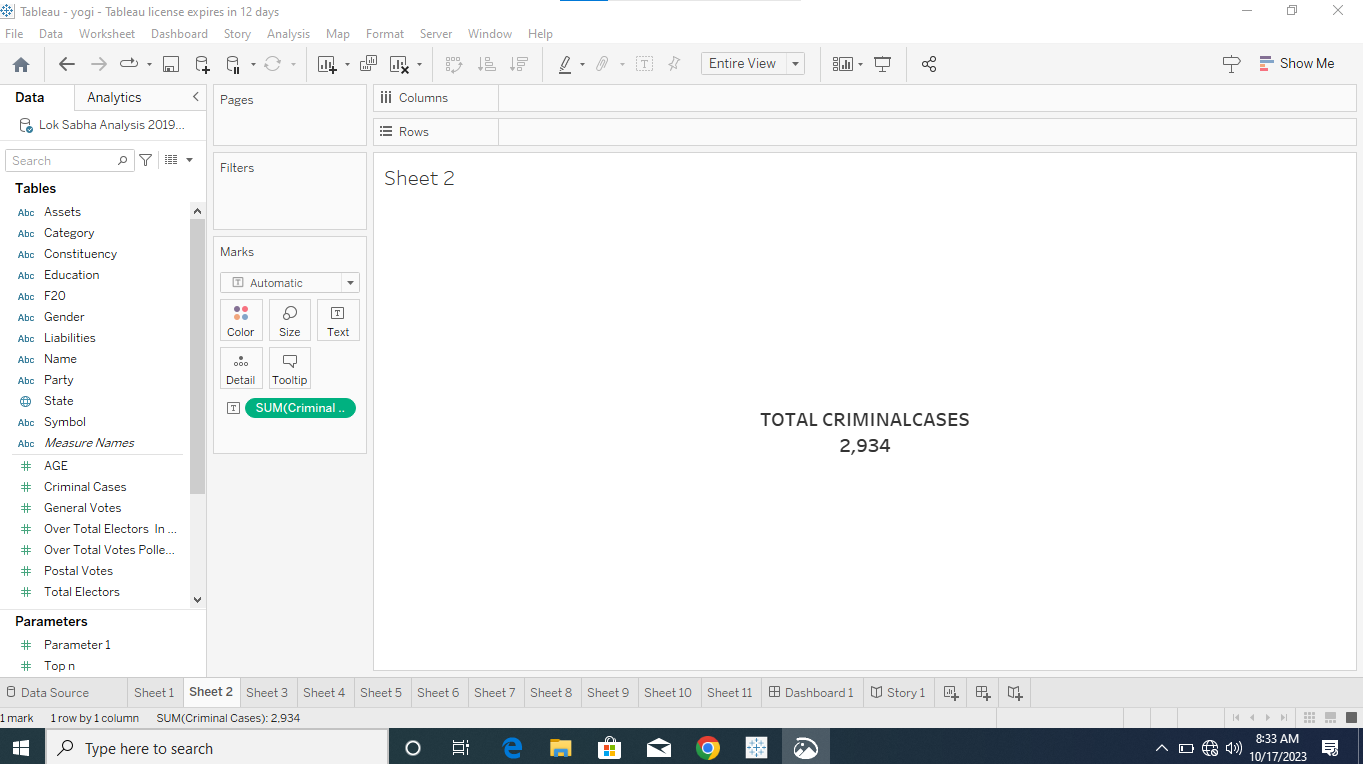 Tableau - yogi - Tableau license expires in 12 days
File Data Worksheet Dashboard Story Analysis Map Format Server Window Help
Entire View
Show Me
Data Analytics
Lok Sabha Analysis 2019...
Search
Tables
Abc Assets
Abc Category
Abc Constituency
Abc Education
Abc F20
Abc Gender
Abc Liabilities
Abc Name
Abc Party
State
Abc Symbol
Abc Measure Names
# AGE
# Criminal Cases
# General Votes
# Over Total Electors In ...
# Over Total Votes Polle...
# Postal Votes
# Total Electors
Parameters
# Parameter 1
# Top n
Pages
Filters
Marks
T Automatic
Color Size T Text
Detail Tooltip
T SUM(Criminal ..
Columns
Rows
Sheet 2
TOTAL CRIMINALCASES
2,934
Data Source Sheet 1 Sheet 2 Sheet 3 Sheet 4 Sheet 5 Sheet 6 Sheet 7 Sheet 8 Sheet 9 Sheet 10 Sheet 11 Dashboard 1 Story 1
1 mark 1 row by 1 column SUM(Criminal Cases): 2,934
Type here to search
8:33 AM
10/17/2023